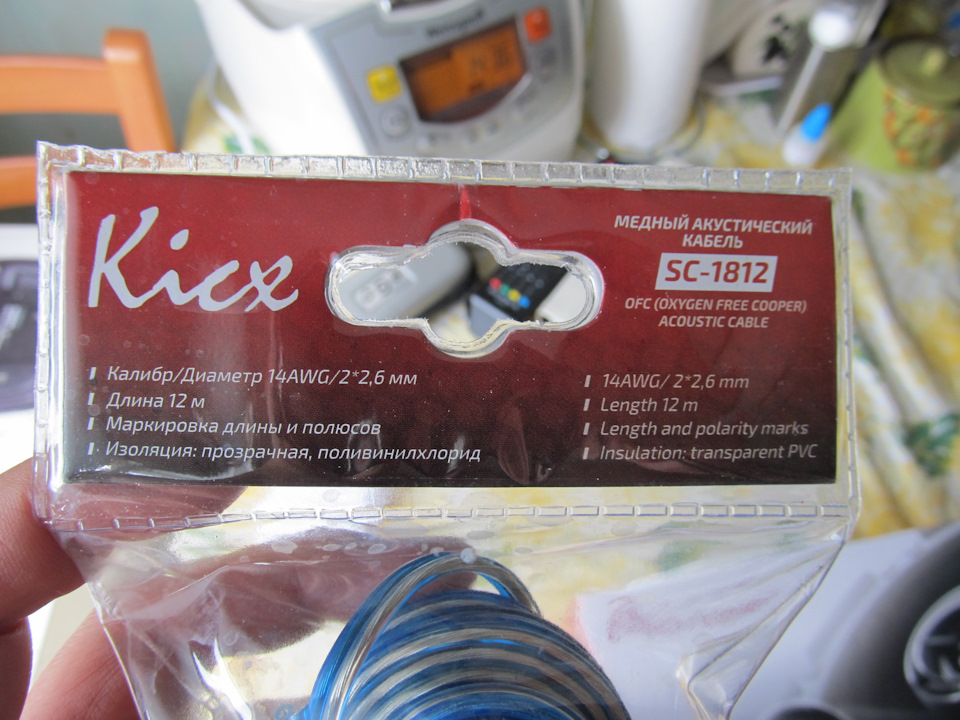 Kicx
МЕДНЫЙ АКУСТИЧЕСКИЙ
КАБЕЛЬ
SC-1812
OFC (OXYGEN FREE COOPER)
ACOUSTIC CABLE
Калибр/Диаметр 14AWG/2*2,6 мм
Длина 12 м
Маркировка длины и полюсов
Изоляция: прозрачная, поливинилхлорид
14AWG/ 2*2,6 mm
Length 12 m
Length and polarity marks
Insulation: transparent PVC